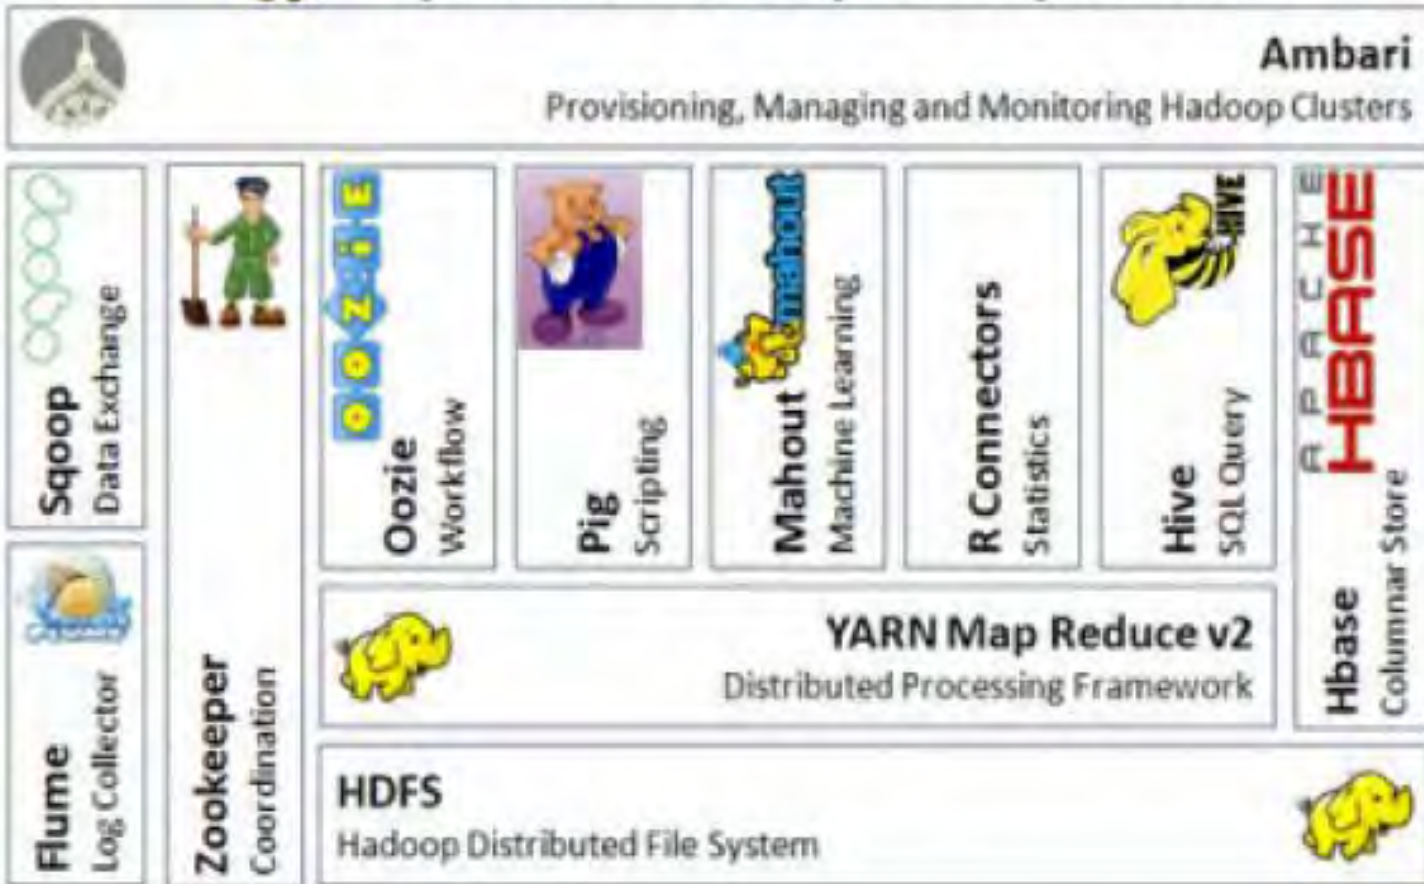 Ambari
Provisioning, Managing and Monitoring Hadoop Clusters
Sqoop
Data Exchange
Zookeeper
Coordination
OOZIE
Oozie
Workflow
Pig
Scripting
mahout
Mahout
Machine Learning
R Connectors
Statistics
HIVE
Hive
SQL Query
APACHE
HBASE
Hbase
Columnar Store
Flume
Log Collector
YARN Map Reduce v2
Distributed Processing Framework
HDFS
Hadoop Distributed File System